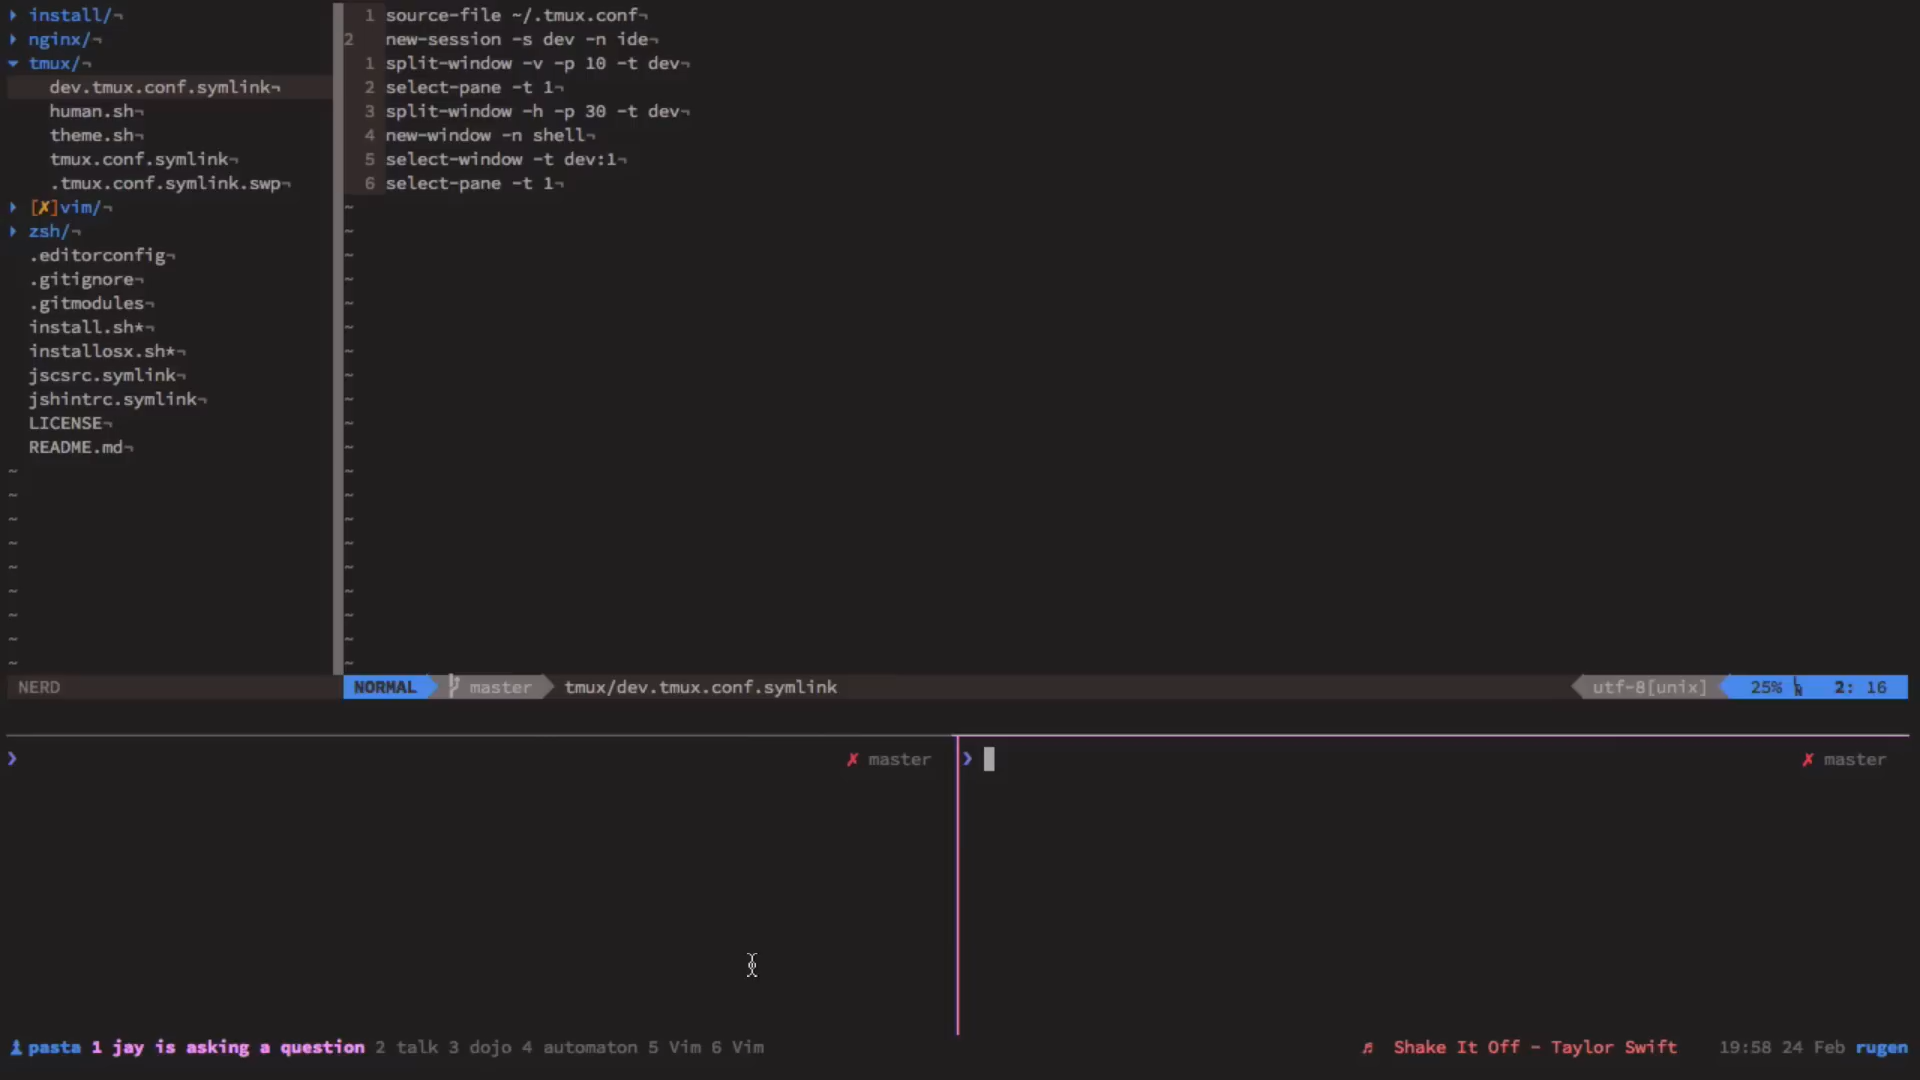 ▸ install/¬
▸ nginx/¬
▾ tmux/¬
dev.tmux.conf.symlink¬
human.sh¬
theme.sh¬
tmux.conf.symlink¬
.tmux.conf.symlink.swp¬
▸ [✗]vim/¬
▸ zsh/¬
.editorconfig¬
.gitignore¬
.gitmodules¬
install.sh*¬
installosx.sh*¬
jscsrc.symlink¬
jshintrc.symlink¬
LICENSE¬
README.md¬
NERD
1 source-file ~/.tmux.conf¬
2 new-session -s dev -n ide¬
1 split-window -v -p 10 -t dev¬
2 select-pane -t 1¬
3 split-window -h -p 30 -t dev¬
4 new-window -n shell¬
5 select-window -t dev:1¬
6 select-pane -t 1¬
NORMAL master tmux/dev.tmux.conf.symlink utf-8[unix] 25% 2: 16
❯ ✗ master
❯ ✗ master
pasta 1 jay is asking a question 2 talk 3 dojo 4 automaton 5 Vim 6 Vim
♬ Shake It Off - Taylor Swift 19:58 24 Feb rugen